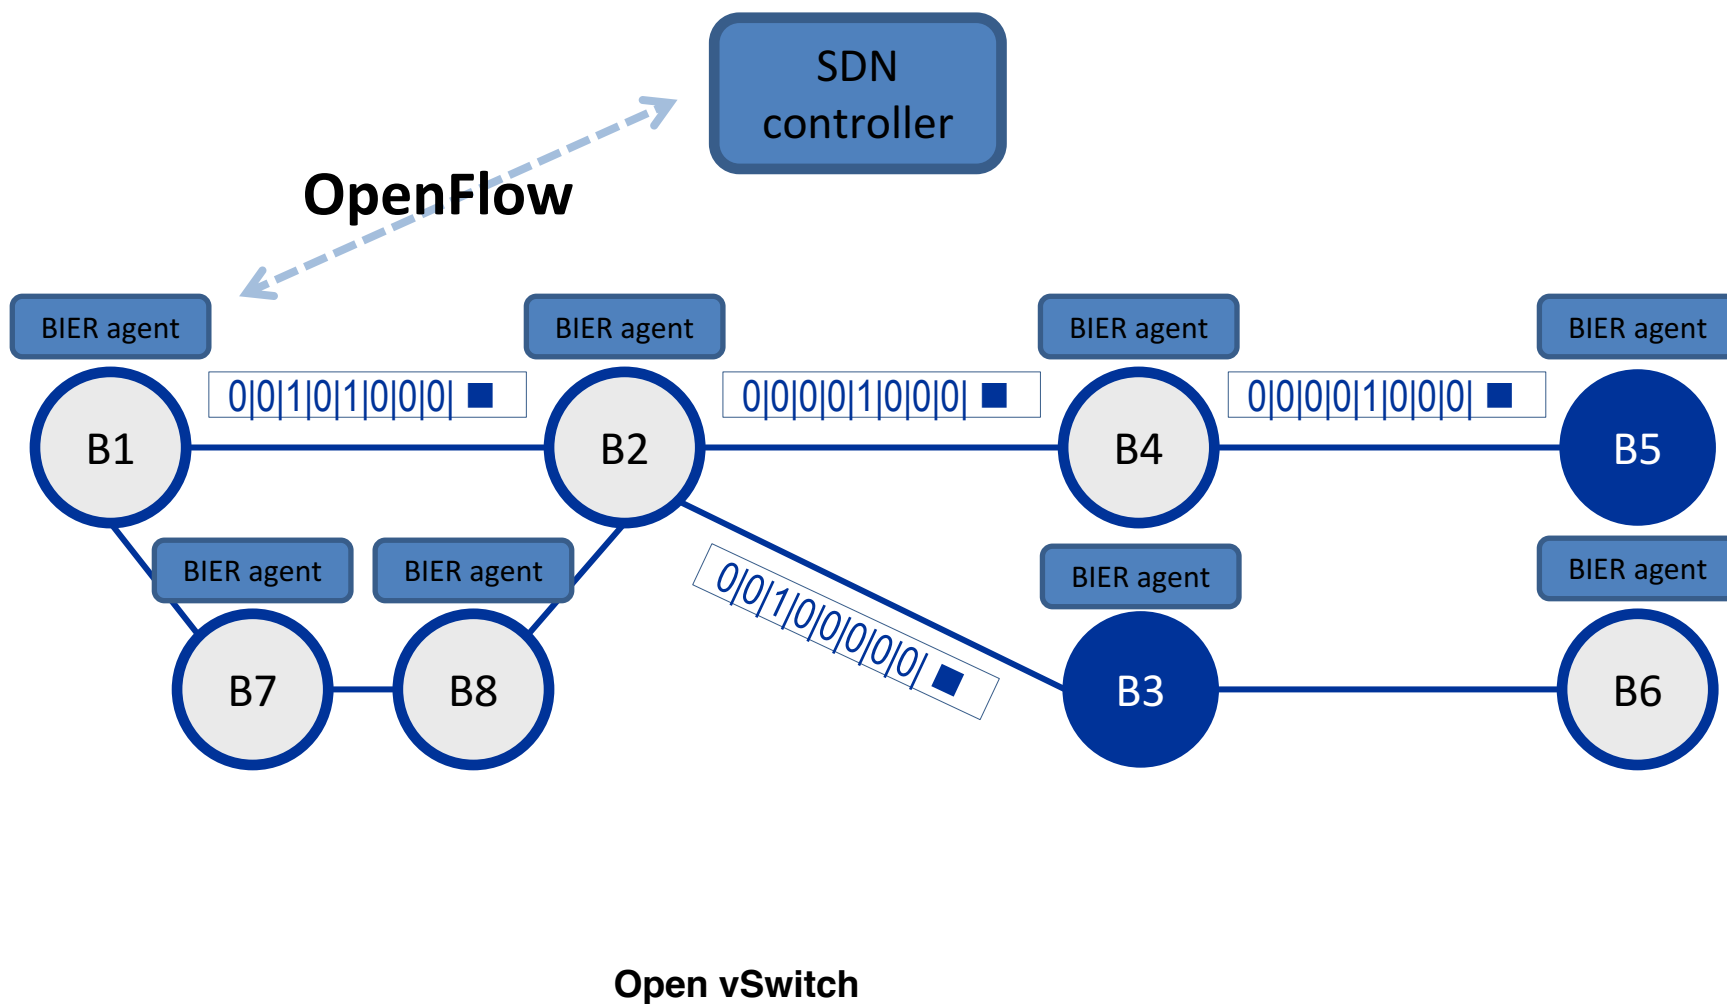 SDN
controller
OpenFlow
BIER agent
BIER agent
BIER agent
BIER agent
0|0|1|0|1|0|0|0|
0|0|0|0|1|0|0|0|
0|0|0|0|1|0|0|0|
B1
B2
B4
B5
0|0|1|0|0|0|0|0|
BIER agent
BIER agent
BIER agent
BIER agent
B7
B8
B3
B6
Open vSwitch